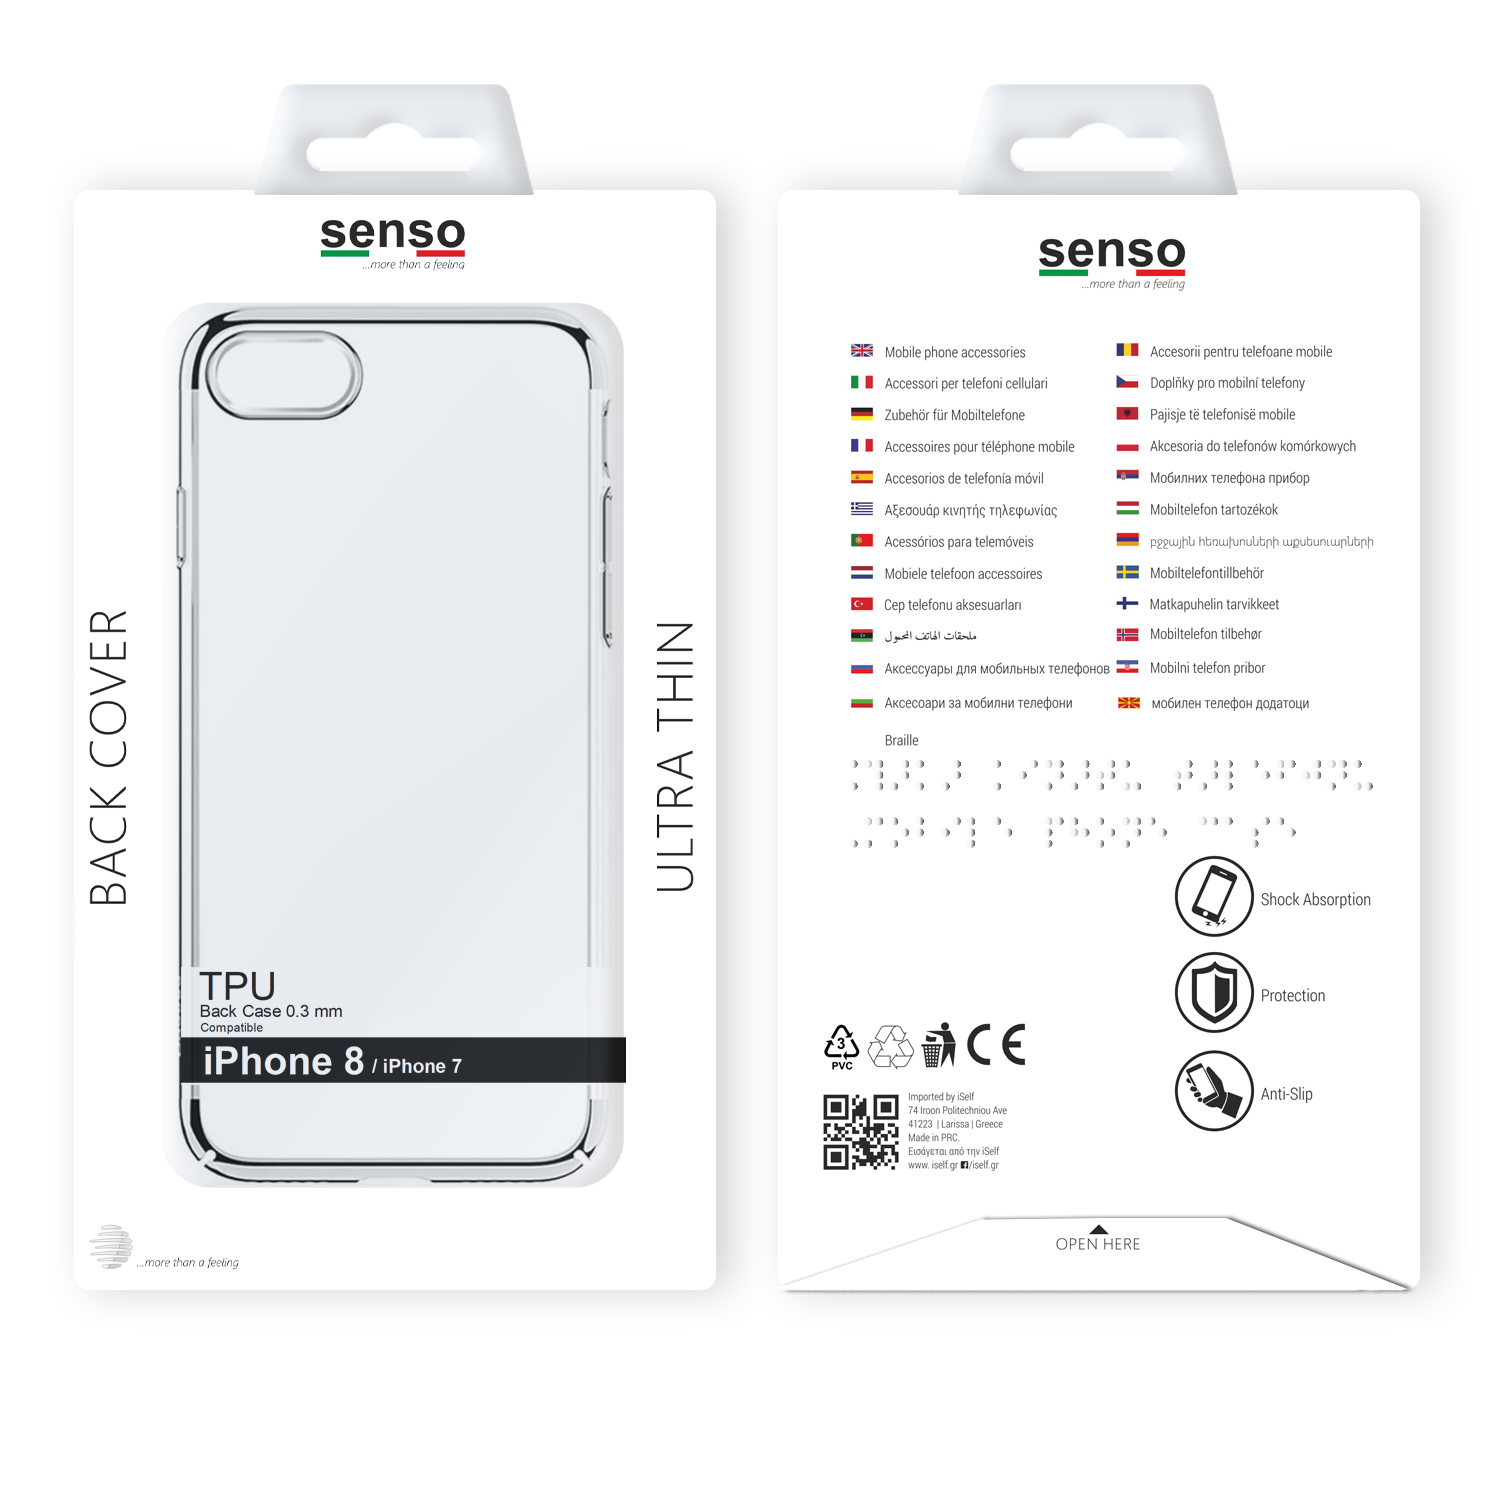 senso
...more than a feeling
BACK COVER
ULTRA THIN
TPU
Back Case 0.3 mm
Compatible
iPhone 8 / iPhone 7
...more than a feeling
senso
...more than a feeling
Mobile phone accessories
Accessori per telefoni cellulari
Zubehör für Mobiltelefone
Accessoires pour téléphone mobile
Accesorios de telefonía móvil
Αξεσουάρ κινητής τηλεφωνίας
Acessórios para telemóveis
Mobiele telefoon accessoires
Cep telefonu aksesuarları
ملحقات الهاتف المحمول
Аксессуары для мобильных телефонов
Аксесоари за мобилни телефони
Accesorii pentru telefoane mobile
Doplňky pro mobilní telefony
Pajisje të telefonisë mobile
Akcesoria do telefonów komórkowych
Мобилних телефона прибор
Mobiltelefon tartozékok
բջջային հեռախոսների աքսեսուարների
Mobiltelefontillbehör
Matkapuhelin tarvikkeet
Mobiltelefon tilbehør
Mobilni telefon pribor
мобилен телефон додатоци
Braille
Shock Absorption
Protection
Anti-Slip
3
PVC
CE
Imported by iSelf
74 Iroon Politechniou Ave
41223 | Larissa | Greece
Made in PRC.
Εισάγεται από την iSelf
www. iself.gr f/iself.gr
OPEN HERE